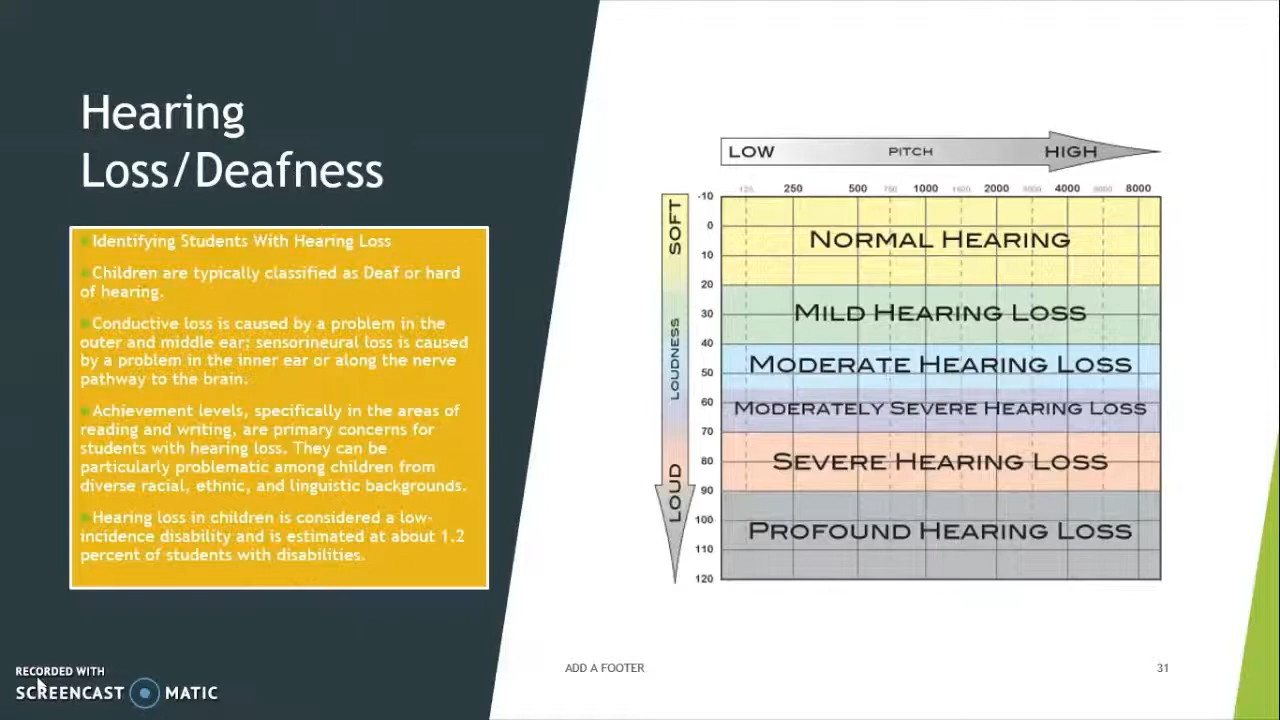 Hearing
Loss/Deafness
Identifying Students With Hearing Loss
Children are typically classified as Deaf or hard
of hearing.
Conductive loss is caused by a problem in the
outer and middle ear; sensorineural loss is caused
by a problem in the inner ear or along the nerve
pathway to the brain.
Achievement levels, specifically in the areas of
reading and writing, are primary concerns for
students with hearing loss. They can be
particularly problematic among children from
diverse racial, ethnic, and linguistic backgrounds.
Hearing loss in children is considered a low-
incidence disability and is estimated at about 1.2
percent of students with disabilities.
LOW PITCH HIGH
125 250 500 750 1000 2000 4000 8000
SOFT
LOUDNESS
LOUD
-10
0
10
20
30
40
50
60
70
80
90
100
110
120
NORMAL HEARING
MILD HEARING LOSS
MODERATE HEARING LOSS
MODERATELY SEVERE HEARING LOSS
SEVERE HEARING LOSS
PROFOUND HEARING LOSS
ADD A FOOTER
31
RECORDED WITH
SCREENCAST MATIC